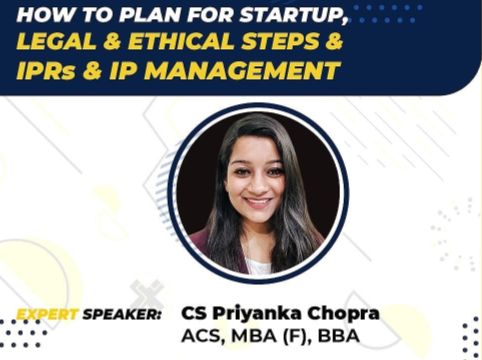 HOW TO PLAN FOR STARTUP,
LEGAL & ETHICAL STEPS &
IPRs & IP MANAGEMENT
EXPERT SPEAKER: CS Priyanka Chopra
ACS, MBA (F), BBA